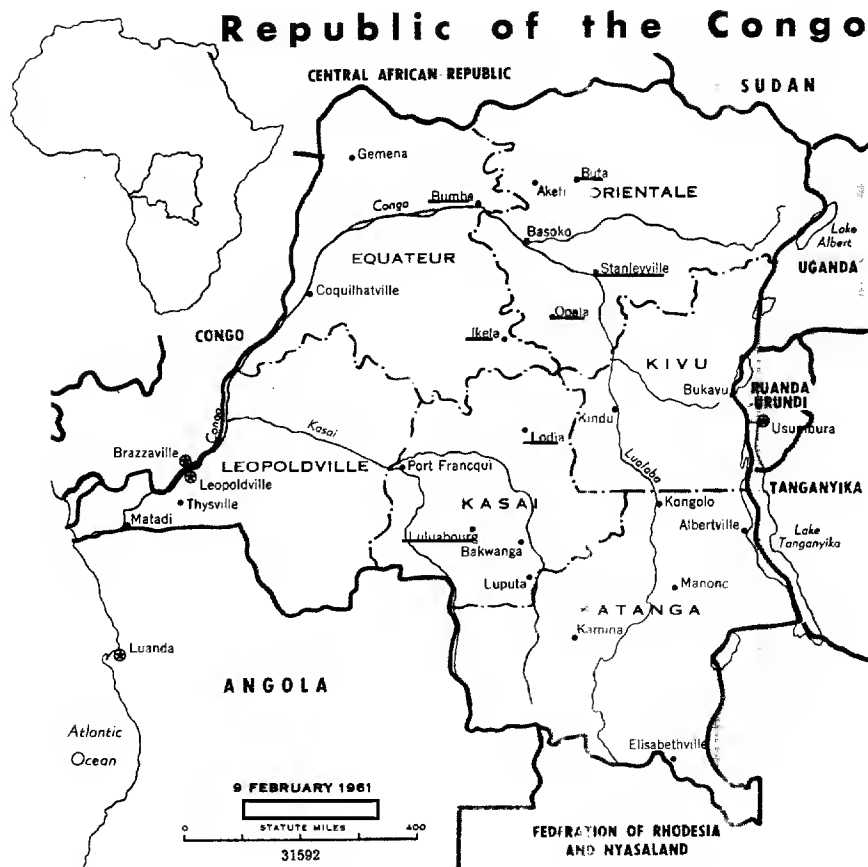 Republic of the Congo
CENTRAL AFRICAN REPUBLIC
SUDAN
Gemena
Buta
Aketi
ORIENTALE
Congo
Bumba
Basoko
Lake
Albert
EQUATEUR
Stanleyville
UGANDA
Coquilhatville
Opala
CONGO
Ikela
KIVU
Bukavu
RUANDA
URUNDI
Kindu
Usumbura
Congo
Kasai
Lodja
Lualaba
Brazzaville
LEOPOLDVILLE
Port Francqui
Leopoldville
TANGANYIKA
Thysville
KASAI
Kongolo
Matadi
Albertville
Lake
Tanganyika
Luluabourg
Bakwanga
Luputa
Manono
KATANGA
Kamina
Luanda
ANGOLA
Atlantic
Ocean
Elisabethville
9 FEBRUARY 1961
0 STATUTE MILES 400
31592
FEDERATION OF RHODESIA
AND NYASALAND